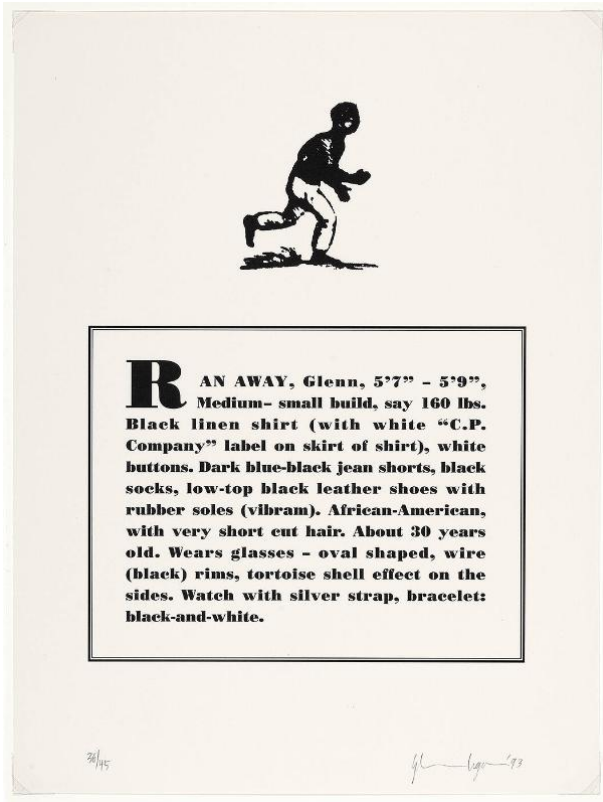 RAN AWAY, Glenn, 5'7” – 5'9”,
Medium– small build, say 160 lbs.
Black linen shirt (with white “C.P.
Company” label on skirt of shirt), white
buttons. Dark blue-black jean shorts, black
socks, low-top black leather shoes with
rubber soles (vibram). African-American,
with very short cut hair. About 30 years
old. Wears glasses – oval shaped, wire
(black) rims, tortoise shell effect on the
sides. Watch with silver strap, bracelet:
black-and-white.
/45
'93